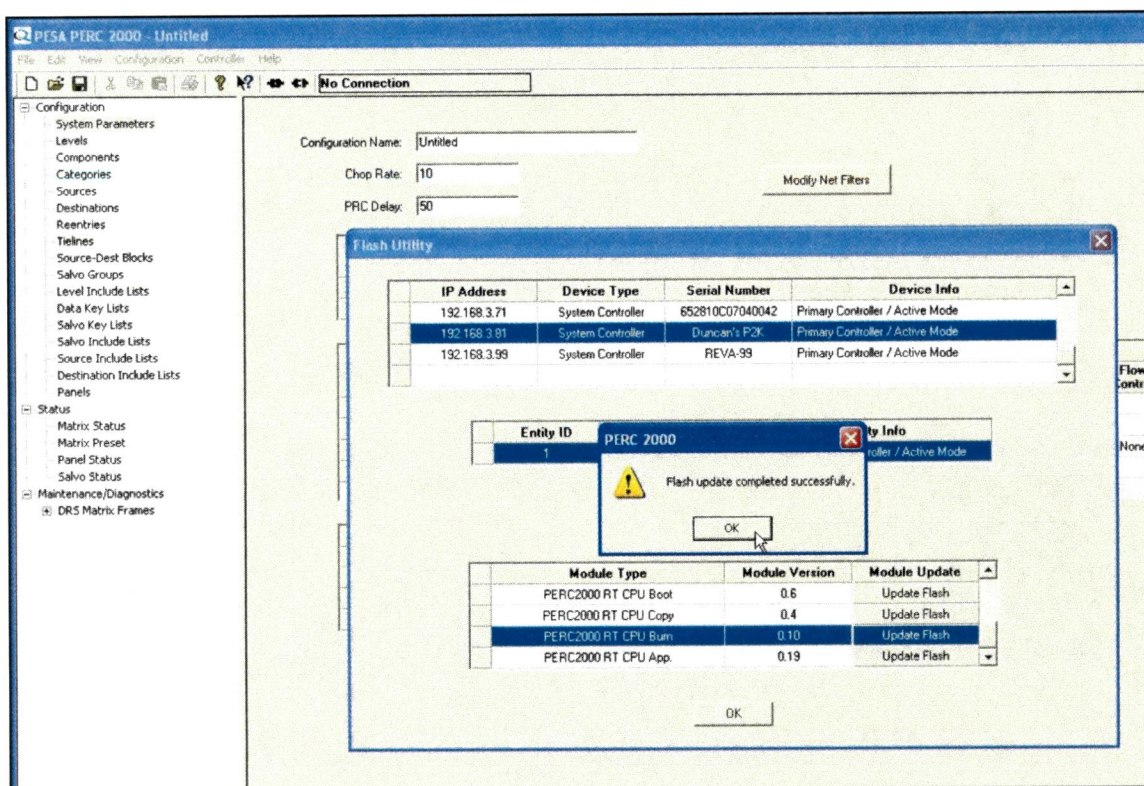 PESA PERC 2000 - Untitled
File Edit View Configuration Controller Help
No Connection
Configuration
System Parameters
Levels
Components
Categories
Sources
Destinations
Reentries
Tielines
Source-Dest Blocks
Salvo Groups
Level Include Lists
Data Key Lists
Salvo Key Lists
Salvo Include Lists
Source Include Lists
Destination Include Lists
Panels
Status
Matrix Status
Matrix Preset
Panel Status
Salvo Status
Maintenance/Diagnostics
DRS Matrix Frames
Configuration Name: Untitled
Chop Rate: 10
Modify Net Filters
PRC Delay: 50
Flash Utility
IP Address Device Type Serial Number Device Info
192.168.3.71 System Controller 652810C07040042 Primary Controller / Active Mode
192.168.3.81 System Controller Duncan's P2K Primary Controller / Active Mode
192.168.3.99 System Controller REVA-99 Primary Controller / Active Mode
Flow
None
Entity ID
1
ty Info
roller / Active Mode
PERC 2000
Flash update completed successfully.
OK
Module Type Module Version Module Update
PERC2000 RT CPU Boot 0.6 Update Flash
PERC2000 RT CPU Copy 0.4 Update Flash
PERC2000 RT CPU Burn 0.10 Update Flash
PERC2000 RT CPU App. 0.19 Update Flash
OK